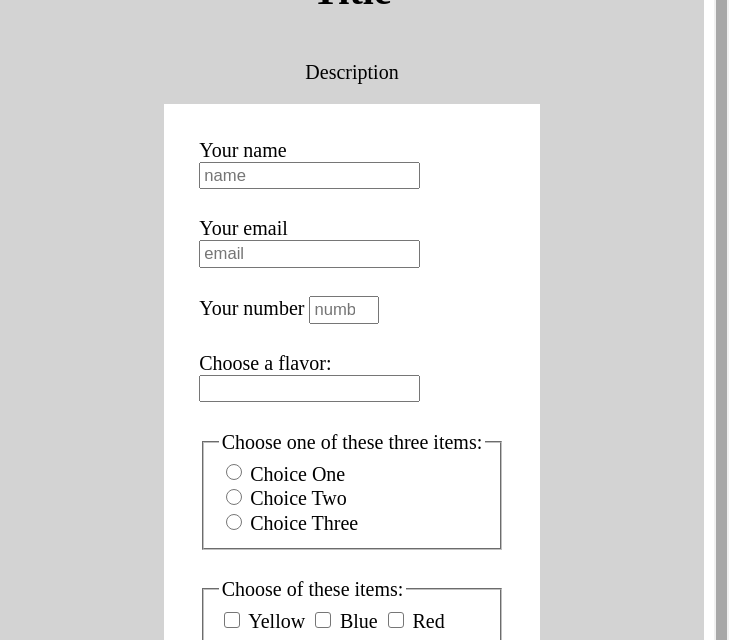 Title
Description
Your name
name
Your email
email
Your number numb
Choose a flavor:
Choose one of these three items:
Choice One
Choice Two
Choice Three
Choose of these items:
Yellow Blue Red